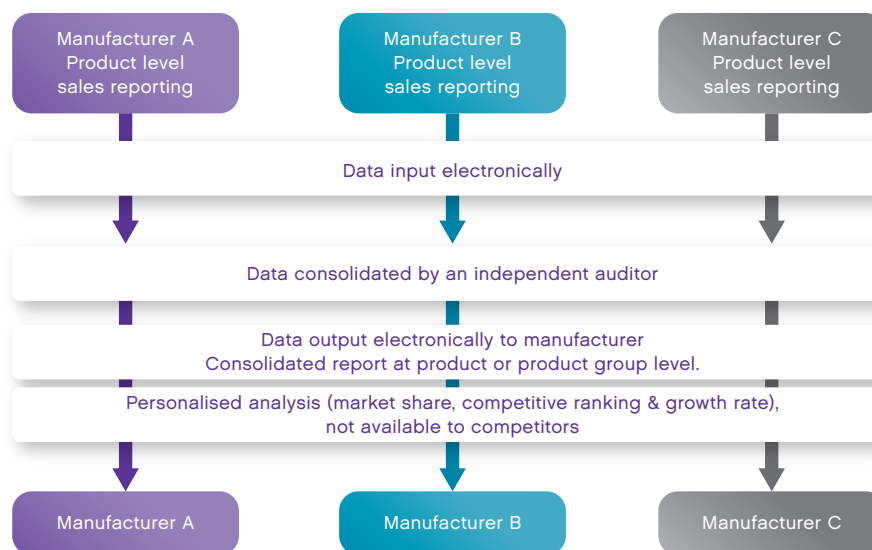 Manufacturer A
Product level
sales reporting
Manufacturer B
Product level
sales reporting
Manufacturer C
Product level
sales reporting
Data input electronically
Data consolidated by an independent auditor
Data output electronically to manufacturer
Consolidated report at product or product group level.
Personalised analysis (market share, competitive ranking & growth rate),
not available to competitors
Manufacturer A
Manufacturer B
Manufacturer C